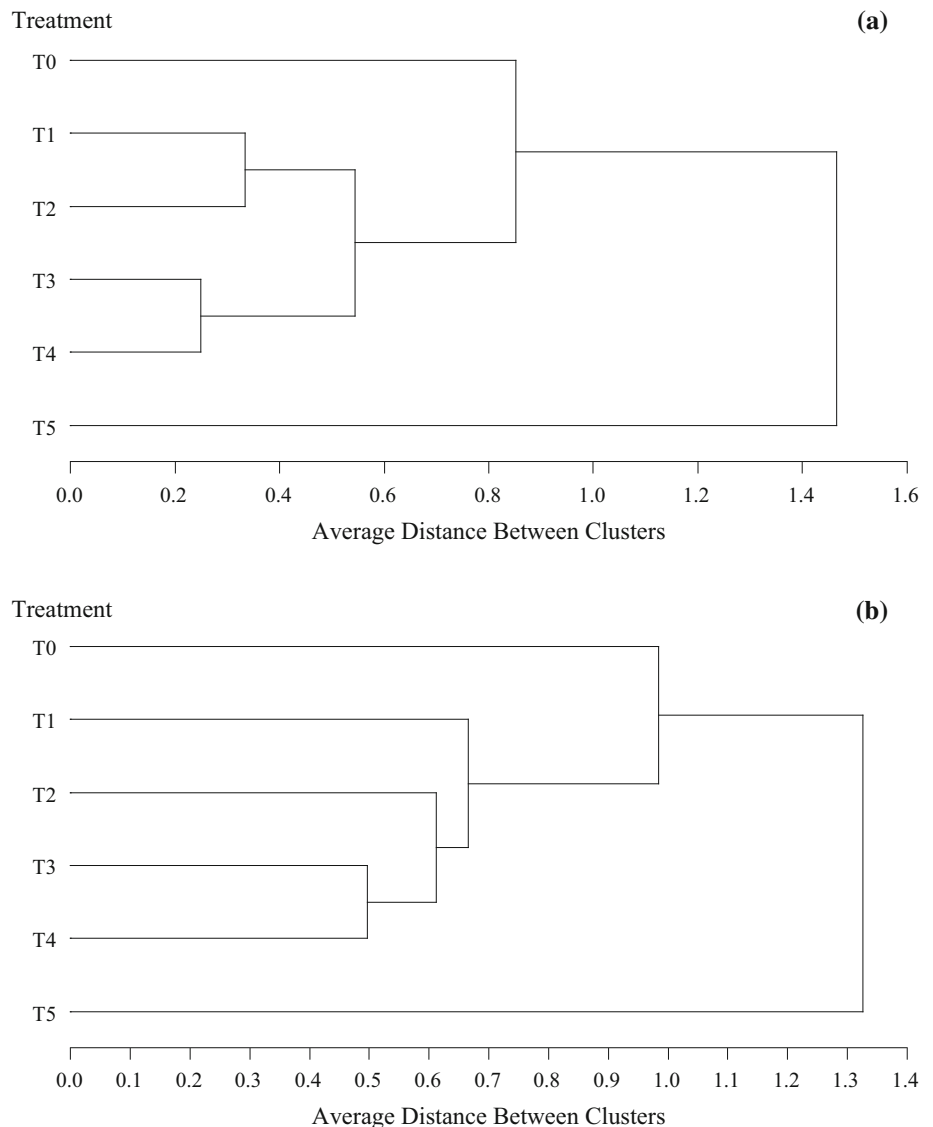 Treatment (a)
T0
T1
T2
T3
T4
T5
0.0 0.2 0.4 0.6 0.8 1.0 1.2 1.4 1.6
Average Distance Between Clusters
Treatment (b)
T0
T1
T2
T3
T4
T5
0.0 0.1 0.2 0.3 0.4 0.5 0.6 0.7 0.8 0.9 1.0 1.1 1.2 1.3 1.4
Average Distance Between Clusters